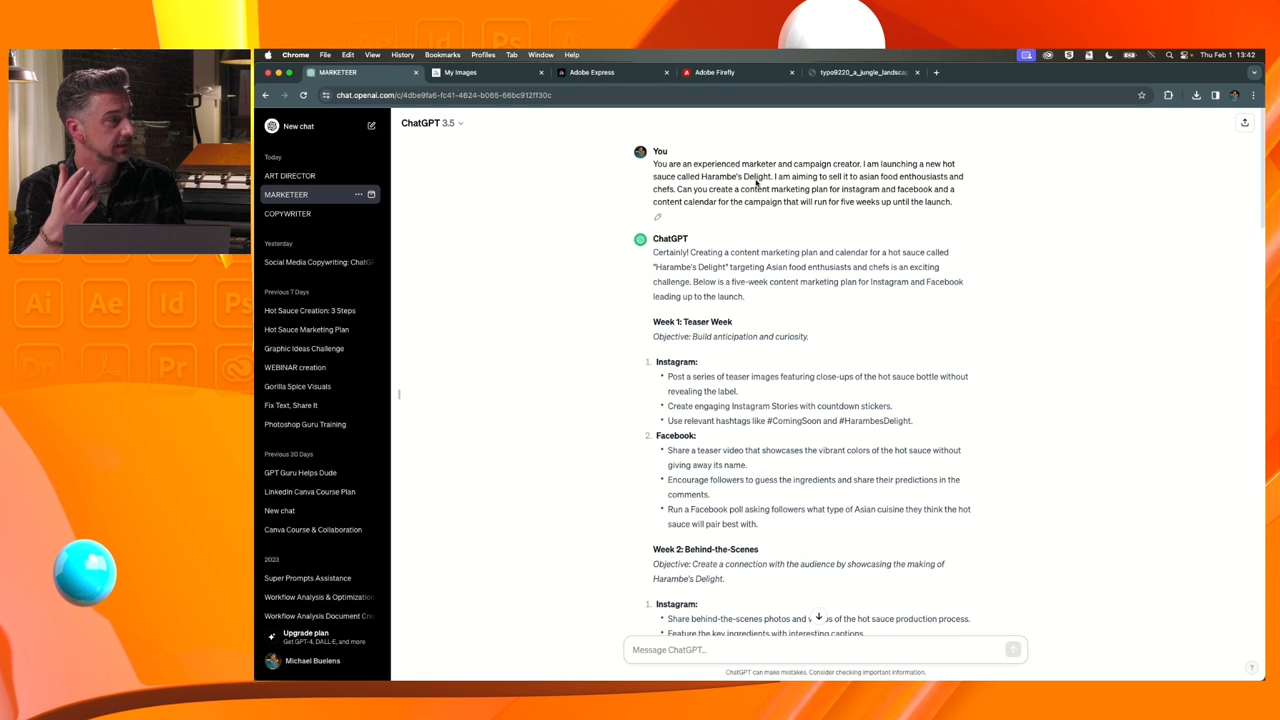 Chrome File Edit View History Bookmarks Profiles Tab Window Help
Thu Feb 1 13:42
MARKETEER
My Images
Adobe Express
Adobe Firefly
typo9220_a_jungle_landsca
chat.openai.com/c/4dbe9fa6-fc41-4624-b065-66bc912ff30c
New chat
Today
ART DIRECTOR
MARKETEER
COPYWRITER
Yesterday
Social Media Copywriting: ChatG
Previous 7 Days
Hot Sauce Creation: 3 Steps
Hot Sauce Marketing Plan
Graphic Ideas Challenge
WEBINAR creation
Gorilla Spice Visuals
Fix Text, Share It
Photoshop Guru Training
Previous 30 Days
GPT Guru Helps Dude
LinkedIn Canva Course Plan
New chat
Canva Course & Collaboration
2023
Super Prompts Assistance
Workflow Analysis & Optimization
Workflow Analysis Document Cre
Upgrade plan
Get GPT-4, DALL·E, and more
Michael Buelens
ChatGPT 3.5
You
You are an experienced marketer and campaign creator. I am launching a new hot
sauce called Harambe's Delight. I am aiming to sell it to asian food enthusiasts and
chefs. Can you create a content marketing plan for instagram and facebook and a
content calendar for the campaign that will run for five weeks up until the launch.
ChatGPT
Certainly! Creating a content marketing plan and calendar for a hot sauce called
"Harambe's Delight" targeting Asian food enthusiasts and chefs is an exciting
challenge. Below is a five-week content marketing plan for Instagram and Facebook
leading up to the launch.
Week 1: Teaser Week
Objective: Build anticipation and curiosity.
1. Instagram:
• Post a series of teaser images featuring close-ups of the hot sauce bottle without
revealing the label.
• Create engaging Instagram Stories with countdown stickers.
• Use relevant hashtags like #ComingSoon and #HarambesDelight.
2. Facebook:
• Share a teaser video that showcases the vibrant colors of the hot sauce without
giving away its name.
• Encourage followers to guess the ingredients and share their predictions in the
comments.
• Run a Facebook poll asking followers what type of Asian cuisine they think the hot
sauce will pair best with.
Week 2: Behind-the-Scenes
Objective: Create a connection with the audience by showcasing the making of
Harambe's Delight.
1. Instagram:
• Share behind-the-scenes photos and v os of the hot sauce production process.
• Feature the key ingredients with interesting captions.
Message ChatGPT...
ChatGPT can make mistakes. Consider checking important information.
?
Ai Ae Id Ps
Pr